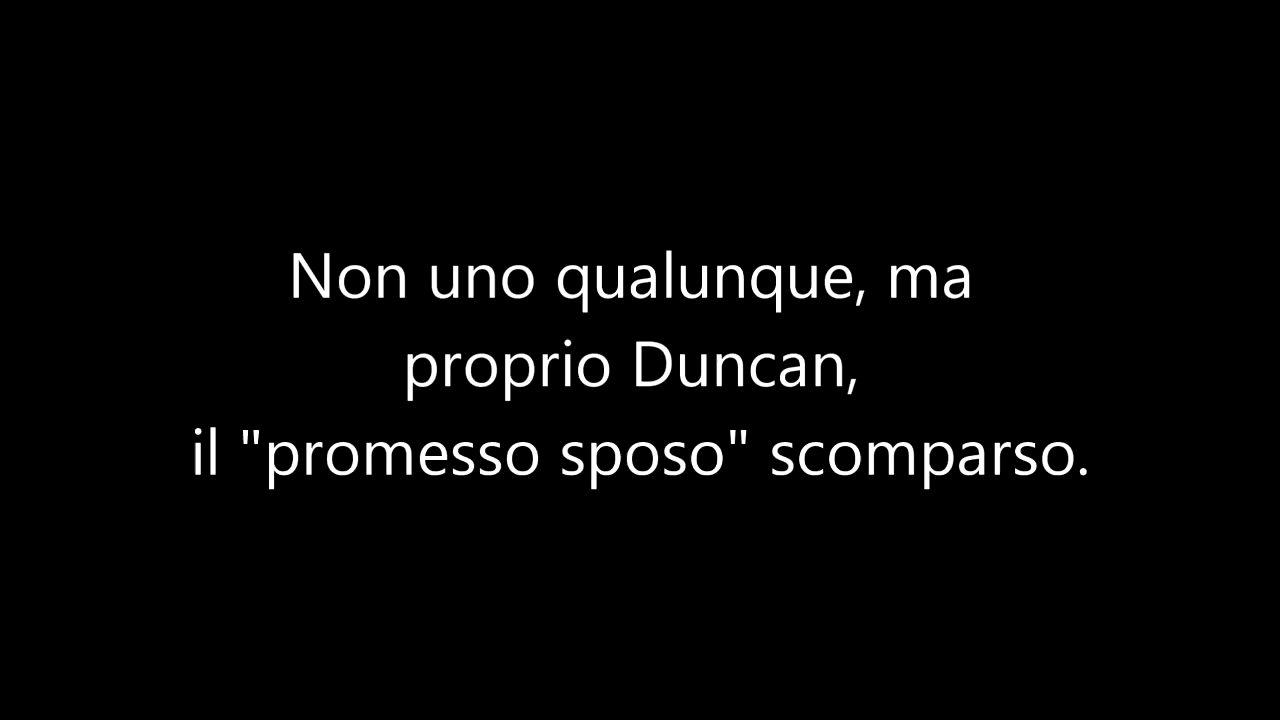 Non uno qualunque, ma
proprio Duncan,
il "promesso sposo" scomparso.